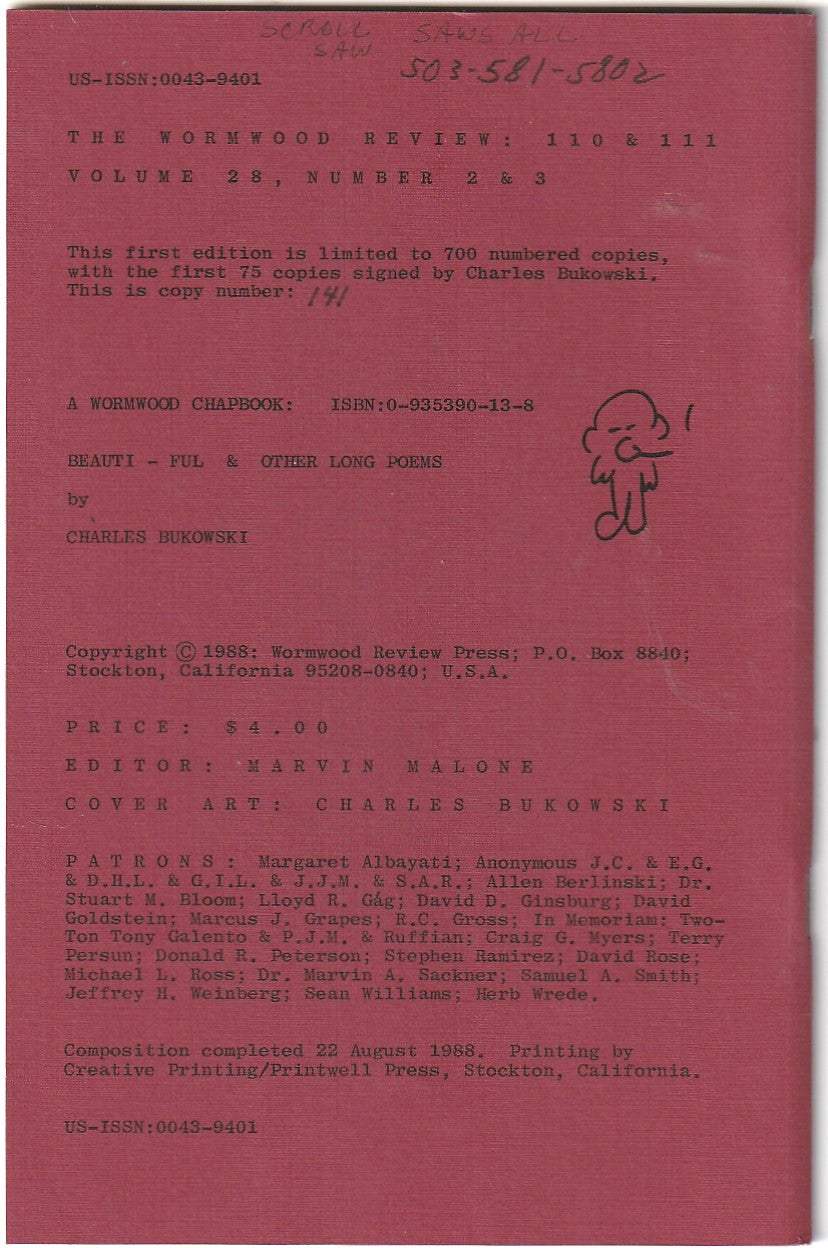 SCROLL SAWS ALL
SAW
503-581-5802
US-ISSN:0043-9401
THE WORMWOOD REVIEW: 110 & 111
VOLUME 28, NUMBER 2 & 3
This first edition is limited to 700 numbered copies,
with the first 75 copies signed by Charles Bukowski.
This is copy number: 141
A WORMWOOD CHAPBOOK: ISBN:0-935390-13-8
BEAUTI - FUL & OTHER LONG POEMS
by
CHARLES BUKOWSKI
Copyright © 1988: Wormwood Review Press; P.O. Box 8840;
Stockton, California 95208-0840; U.S.A.
PRICE: $4.00
EDITOR: MARVIN MALONE
COVER ART: CHARLES BUKOWSKI
PATRONS: Margaret Albayati; Anonymous J.C. & E.G.
& D.H.L. & G.I.L. & J.J.M. & S.A.R.; Allen Berlinski; Dr.
Stuart M. Bloom; Lloyd R. Gág; David D. Ginsburg; David
Goldstein; Marcus J. Grapes; R.C. Gross; In Memoriam: Two-
Ton Tony Galento & P.J.M. & Ruffian; Craig G. Myers; Terry
Persun; Donald R. Peterson; Stephen Ramirez; David Rose;
Michael L. Ross; Dr. Marvin A. Sackner; Samuel A. Smith;
Jeffrey H. Weinberg; Sean Williams; Herb Wrede.
Composition completed 22 August 1988. Printing by
Creative Printing/Printwell Press, Stockton, California.
US-ISSN:0043-9401